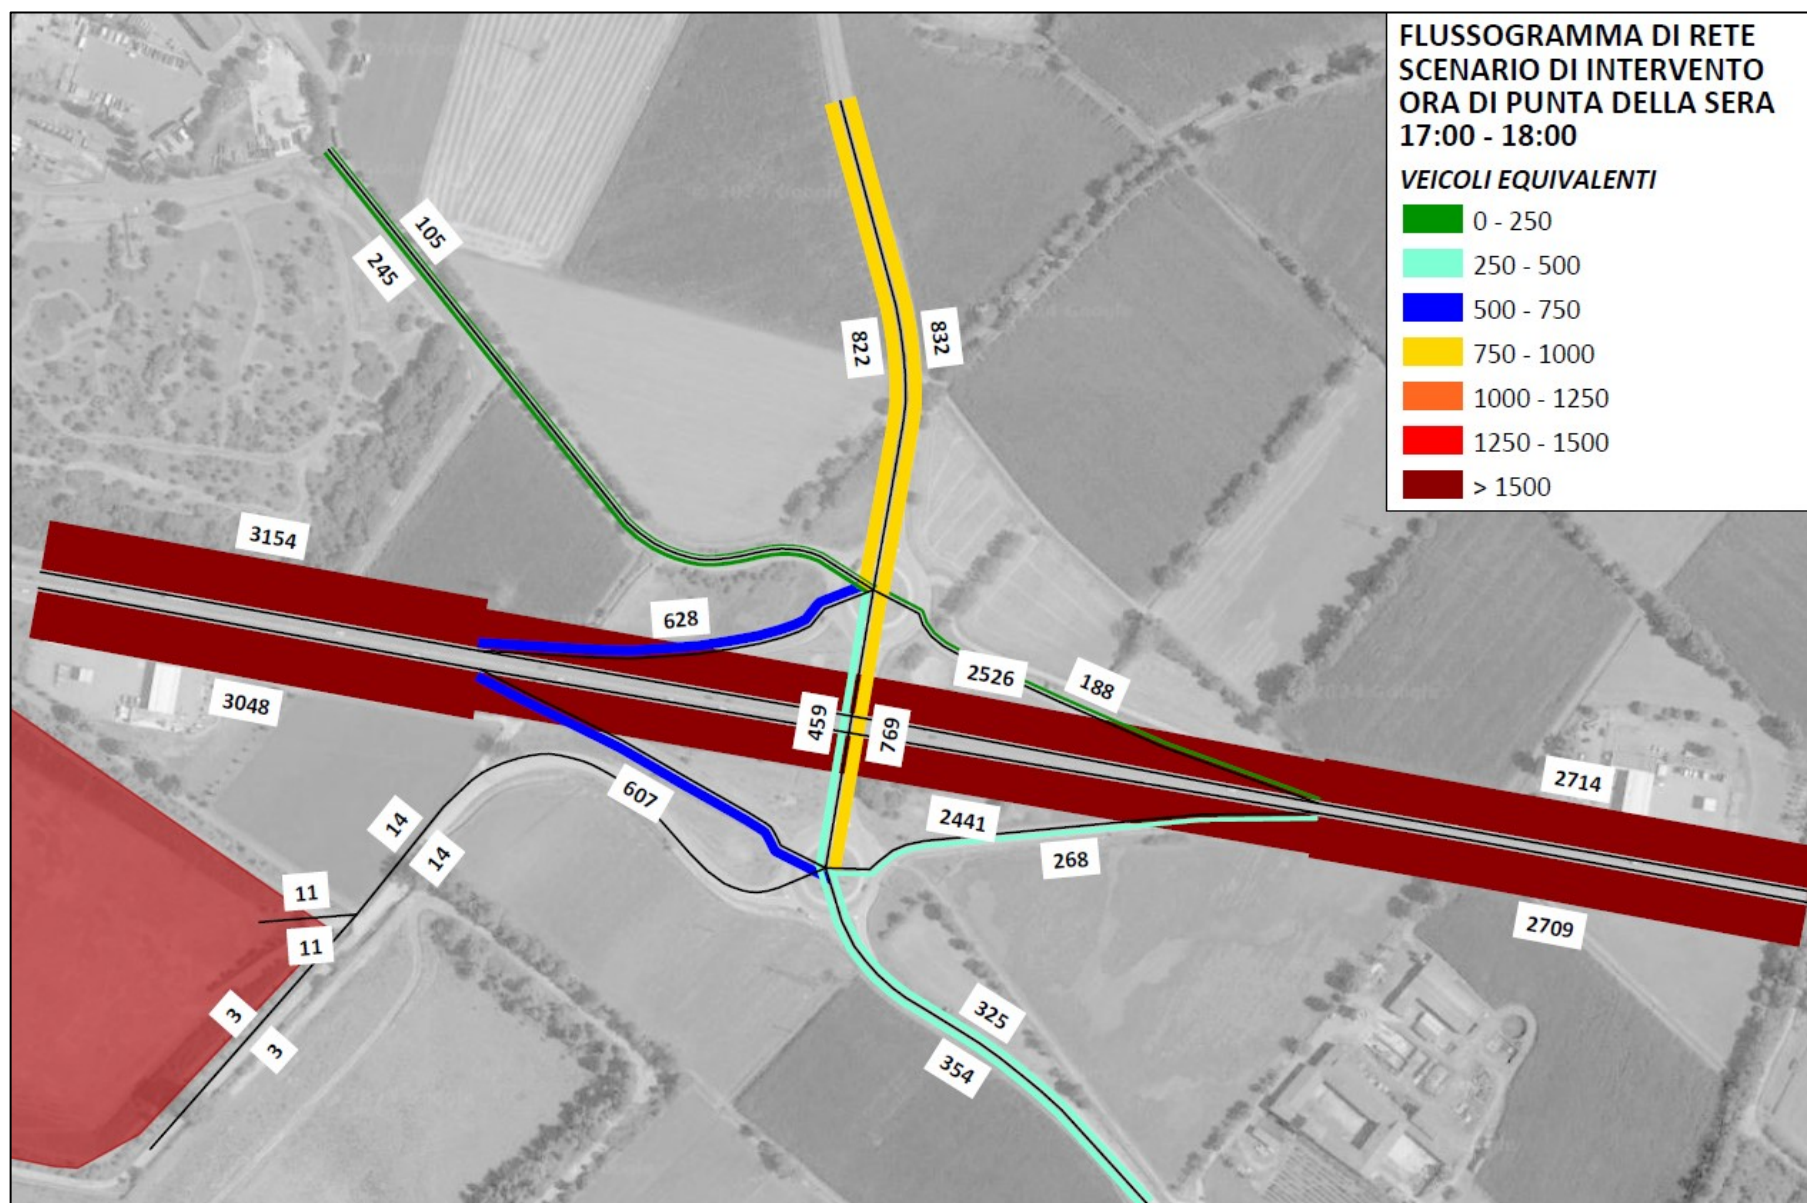 FLUSSOGRAMMA DI RETE
SCENARIO DI INTERVENTO
ORA DI PUNTA DELLA SERA
17:00 - 18:00
VEICOLI EQUIVALENTI
0 - 250
250 - 500
500 - 750
750 - 1000
1000 - 1250
1250 - 1500
> 1500
105
245
822
832
3154
628
2526
188
3048
459
769
607
2714
2441
268
14
14
11
11
2709
3
3
325
354